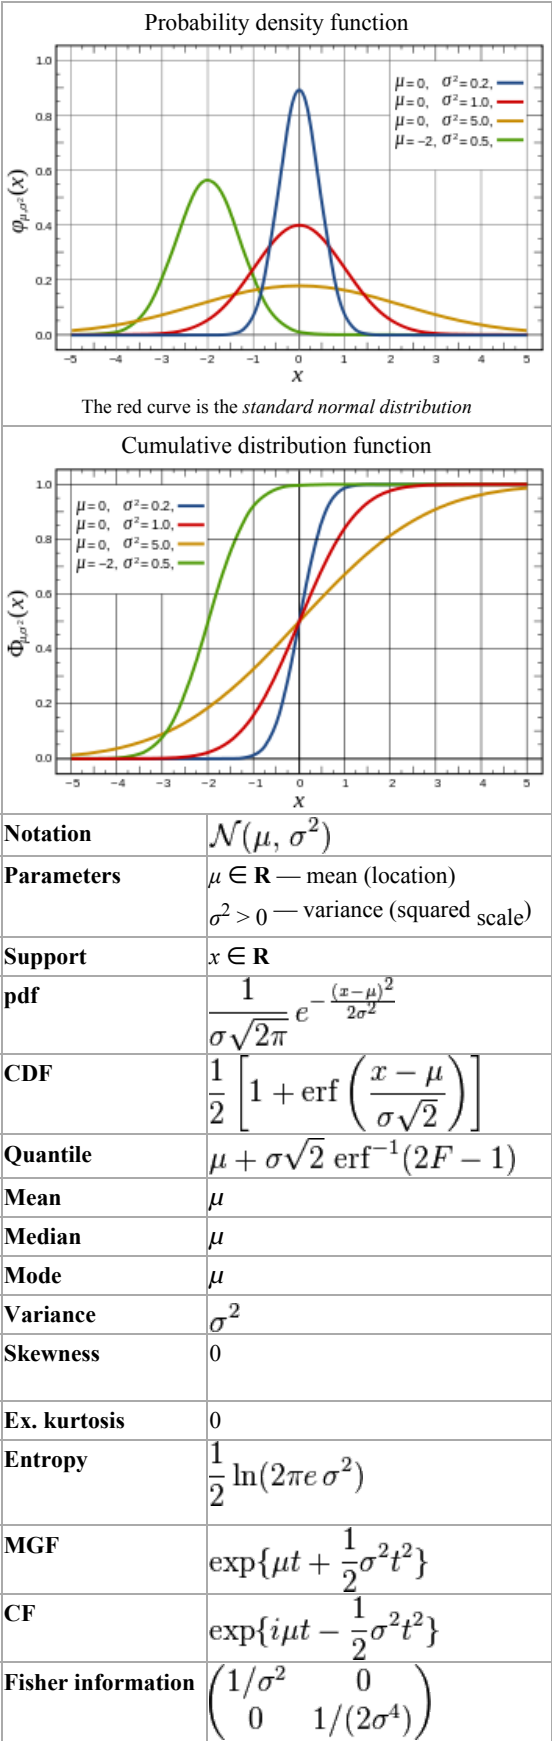 Probability density function
φμ,σ²(x)
1.0
0.8
0.6
0.4
0.2
0.0
μ=0, σ²=0.2,
μ=0, σ²=1.0,
μ=0, σ²=5.0,
μ=−2, σ²=0.5,
−5 −4 −3 −2 −1 0 1 2 3 4 5
x
The red curve is the standard normal distribution
Cumulative distribution function
Φμ,σ²(x)
1.0
0.8
0.6
0.4
0.2
0.0
μ=0, σ²=0.2,
μ=0, σ²=1.0,
μ=0, σ²=5.0,
μ=−2, σ²=0.5,
−5 −4 −3 −2 −1 0 1 2 3 4 5
x
Notation 𝒩(μ, σ²)
Parameters μ ∈ R — mean (location)
σ² > 0 — variance (squared scale)
Support x ∈ R
pdf 1/(σ√(2π)) e^(−(x−μ)²/(2σ²))
CDF 1/2 [1 + erf((x − μ)/(σ√2))]
Quantile μ + σ√2 erf⁻¹(2F − 1)
Mean μ
Median μ
Mode μ
Variance σ²
Skewness 0
Ex. kurtosis 0
Entropy 1/2 ln(2πe σ²)
MGF exp{μt + 1/2 σ²t²}
CF exp{iμt − 1/2 σ²t²}
Fisher information (1/σ² 0
0 1/(2σ⁴))